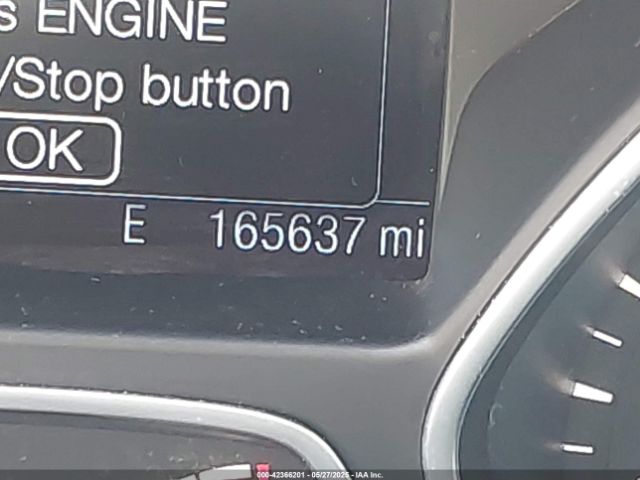 s ENGINE
/Stop button
OK
E 165637 mi
000-42366201 - 05/27/2025 - IAA Inc.